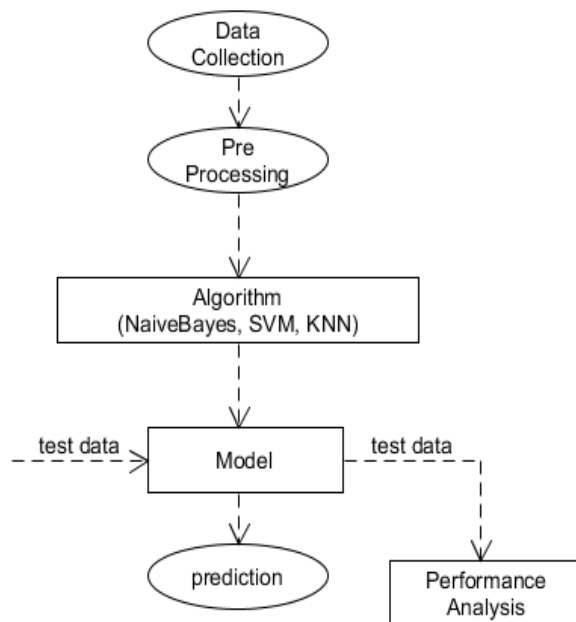 Data
Collection
Pre
Processing
Algorithm
(NaiveBayes, SVM, KNN)
test data
Model
test data
prediction
Performance
Analysis